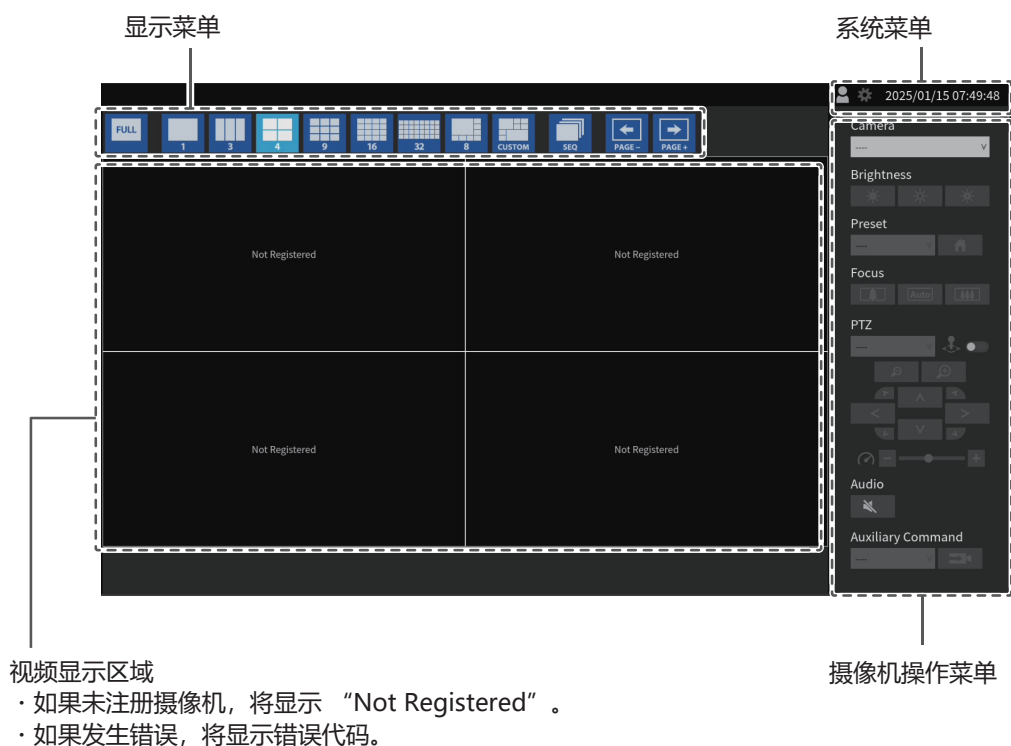 显示菜单
系统菜单
2025/01/15 07:49:48
FULL
1
3
4
9
16
32
8
CUSTOM
SEQ
PAGE –
PAGE +
Camera
----
Brightness
Preset
----
Focus
Auto
PTZ
----
Audio
Auxiliary Command
----
Not Registered
Not Registered
Not Registered
Not Registered
视频显示区域
・如果未注册摄像机，将显示 “Not Registered”。
・如果发生错误，将显示错误代码。
摄像机操作菜单